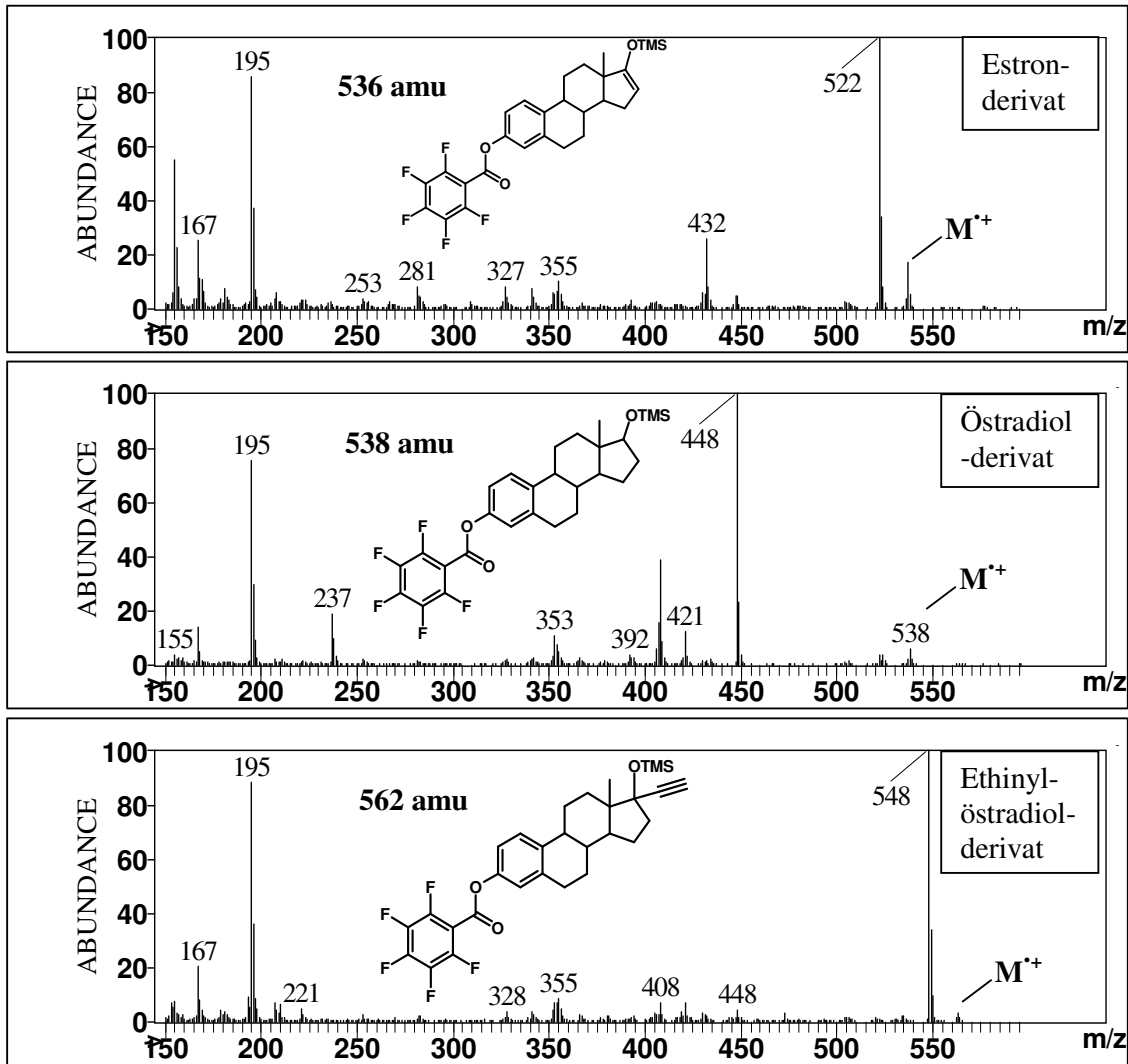 100
80
60
40
20
0
ABUNDANCE
195
167
253
281
327
355
432
522
M•+
536 amu
OTMS
O
O
F
F
F
F
F
Estron-
derivat
150 200 250 300 350 400 450 500 550 m/z
100
80
60
40
20
0
ABUNDANCE
155
195
237
353
392
421
448
538
M•+
538 amu
OTMS
O
O
F
F
F
F
F
Östradiol
-derivat
150 200 250 300 350 400 450 500 550 m/z
100
80
60
40
20
0
ABUNDANCE
167
195
221
328
355
408
448
548
M•+
562 amu
OTMS
O
O
F
F
F
F
F
Ethinyl-
östradiol-
derivat
150 200 250 300 350 400 450 500 550 m/z